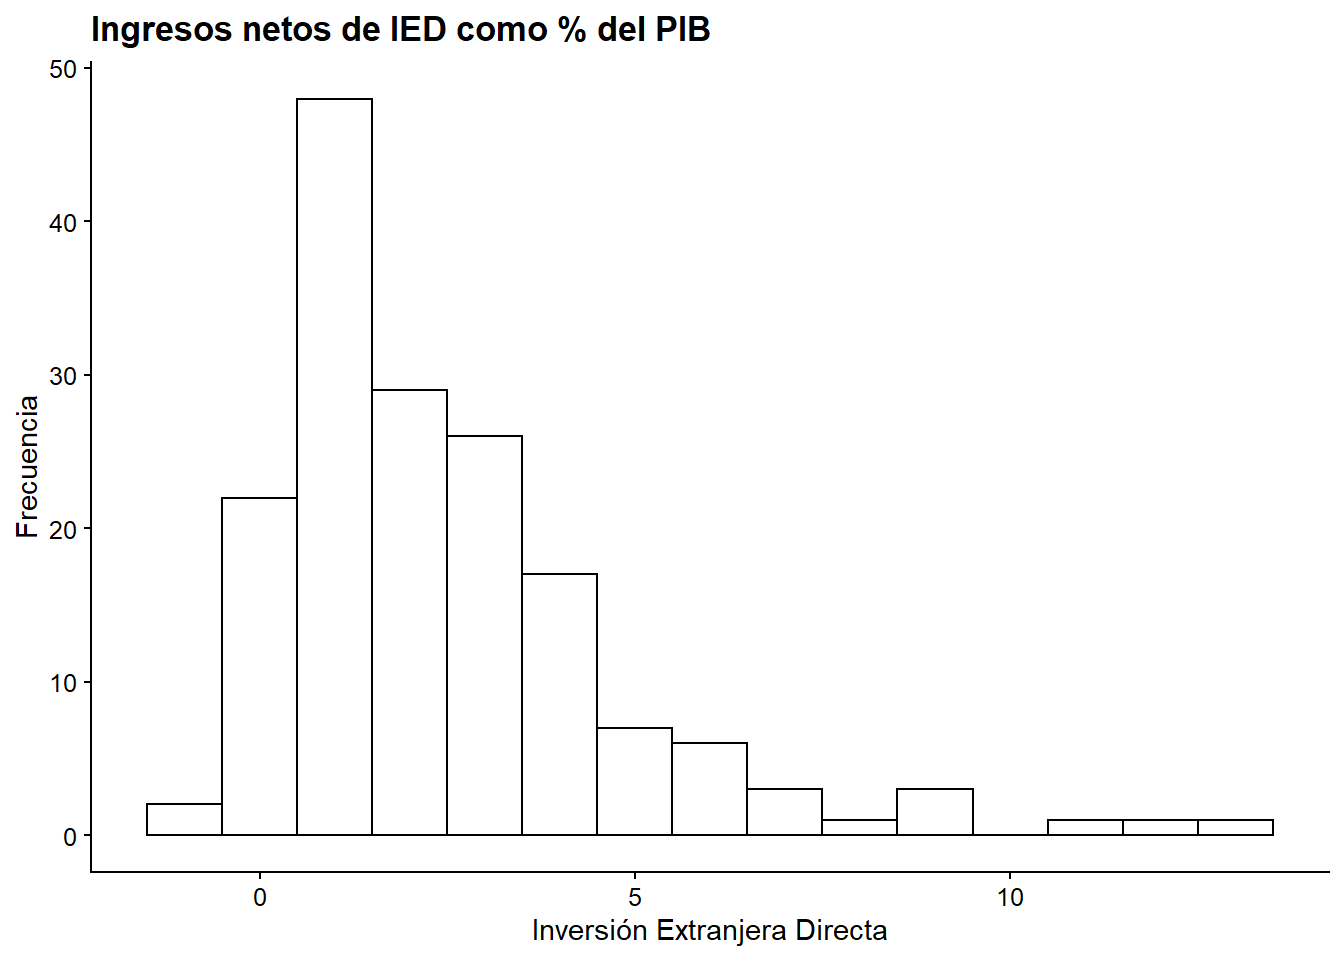 Ingresos netos de IED como % del PIB
50
40
30
20
10
0
Frecuencia
0 5 10
Inversión Extranjera Directa